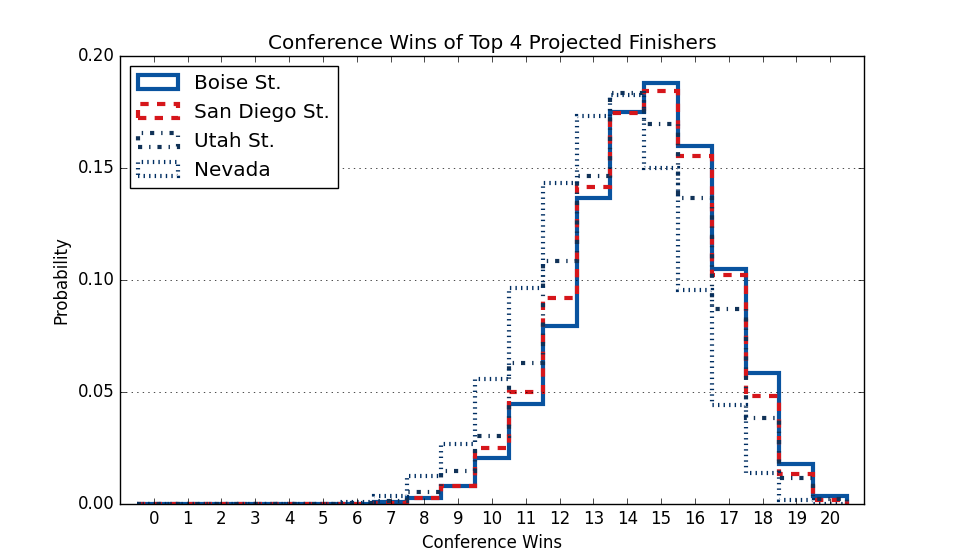 Conference Wins of Top 4 Projected Finishers
0.20
0.15
0.10
0.05
0.00
Probability
Boise St.
San Diego St.
Utah St.
Nevada
0 1 2 3 4 5 6 7 8 9 10 11 12 13 14 15 16 17 18 19 20
Conference Wins